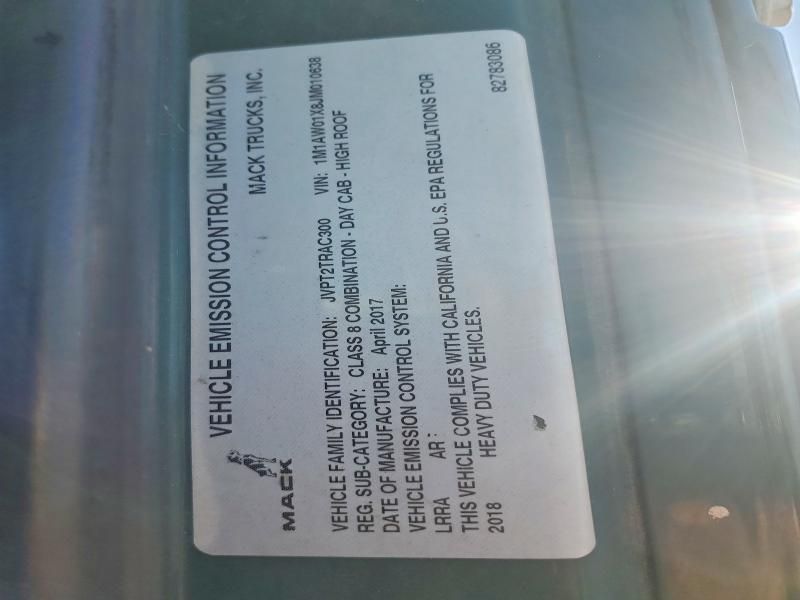 VEHICLE EMISSION CONTROL INFORMATION
MACK
MACK TRUCKS, INC.
VEHICLE FAMILY IDENTIFICATION: JVPT2TRAC300 VIN: 1M1AW01X8JM010638
REG. SUB-CATEGORY: CLASS 8 COMBINATION - DAY CAB - HIGH ROOF
DATE OF MANUFACTURE: April 2017
VEHICLE EMISSION CONTROL SYSTEM:
LRRA
THIS VEHICLE COMPLIES WITH CALIFORNIA AND U.S. EPA REGULATIONS FOR
2018 HEAVY DUTY VEHICLES.
82783086